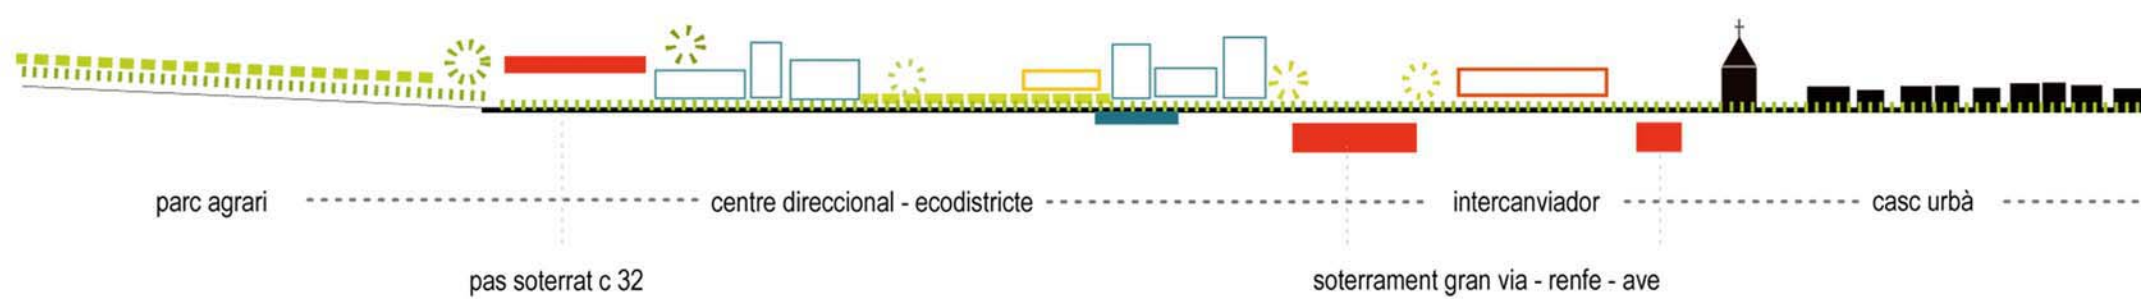 parc agrari
centre direccional - ecodistricte
intercanviador
casc urbà
pas soterrat c 32
soterrament gran via - renfe - ave